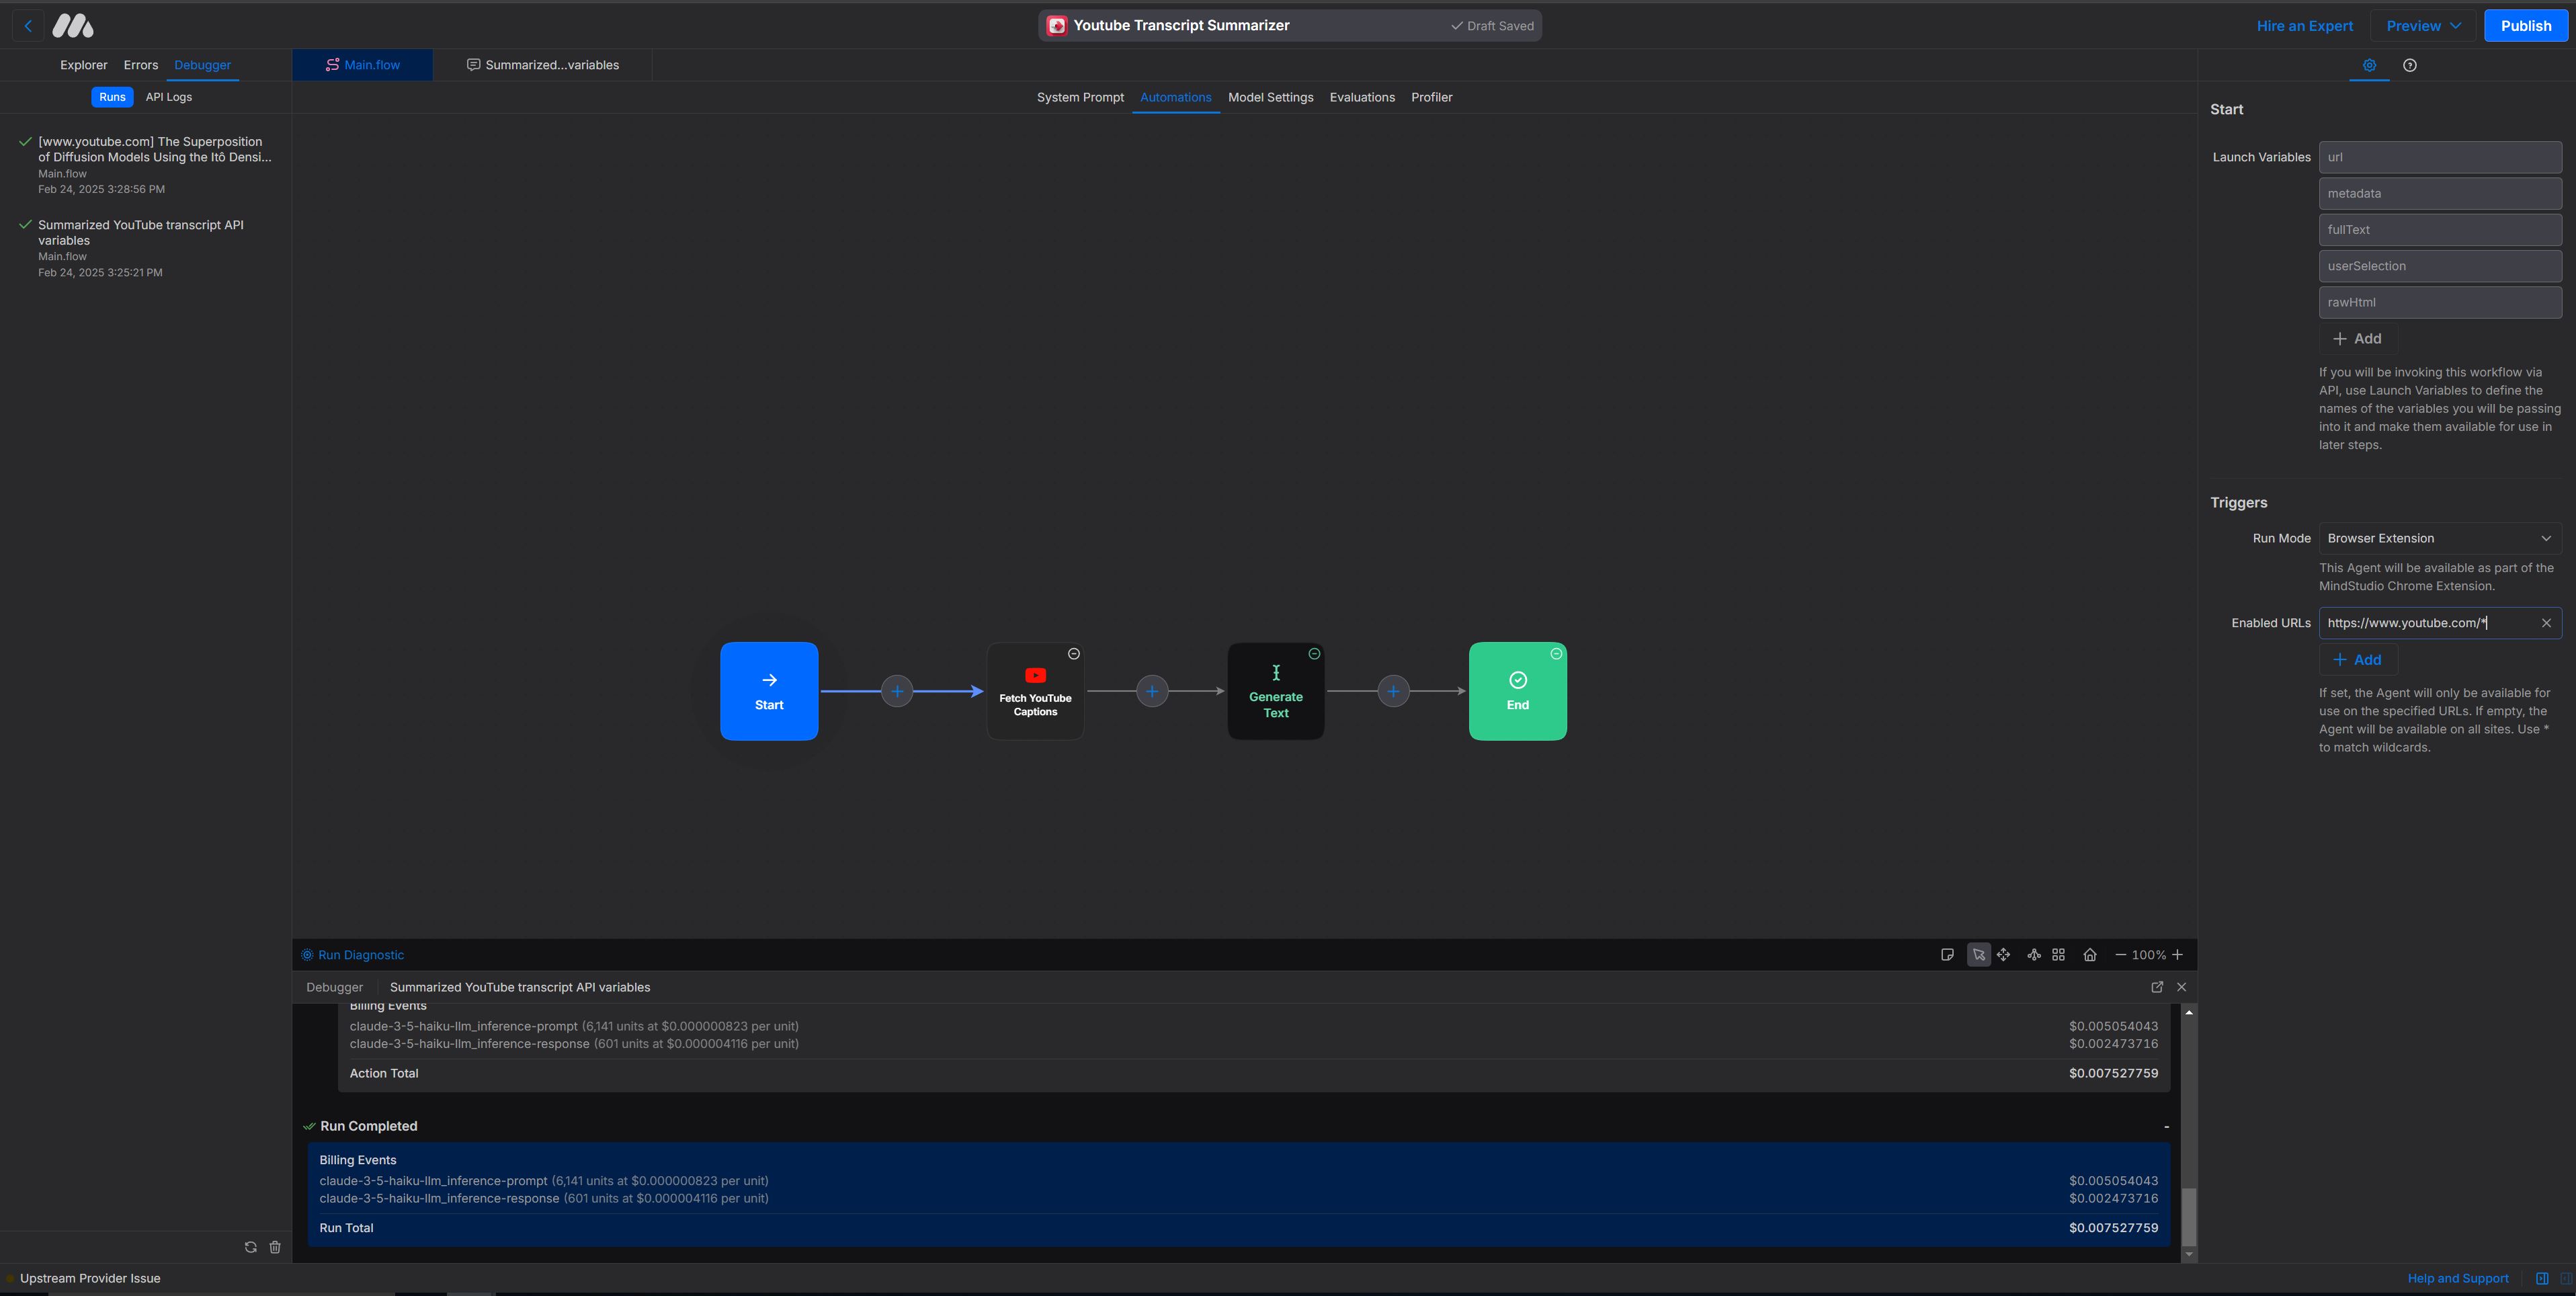 Youtube Transcript Summarizer
Draft Saved
Hire an Expert
Preview
Publish
Explorer
Errors
Debugger
Main.flow
Summarized...variables
Runs
API Logs
System Prompt
Automations
Model Settings
Evaluations
Profiler
[www.youtube.com] The Superposition
of Diffusion Models Using the Itô Densi...
Main.flow
Feb 24, 2025 3:28:56 PM
Summarized YouTube transcript API
variables
Main.flow
Feb 24, 2025 3:25:21 PM
Start
Fetch YouTube
Captions
Generate
Text
End
Start
Launch Variables
url
metadata
fullText
userSelection
rawHtml
Add
If you will be invoking this workflow via
API, use Launch Variables to define the
names of the variables you will be passing
into it and make them available for use in
later steps.
Triggers
Run Mode
Browser Extension
This Agent will be available as part of the
MindStudio Chrome Extension.
Enabled URLs
https://www.youtube.com/*
Add
If set, the Agent will only be available for
use on the specified URLs. If empty, the
Agent will be available on all sites. Use *
to match wildcards.
Run Diagnostic
100%
Debugger
Summarized YouTube transcript API variables
Billing Events
claude-3-5-haiku-llm_inference-prompt (6,141 units at $0.000000823 per unit) $0.005054043
claude-3-5-haiku-llm_inference-response (601 units at $0.000004116 per unit) $0.002473716
Action Total $0.007527759
Run Completed -
Billing Events
claude-3-5-haiku-llm_inference-prompt (6,141 units at $0.000000823 per unit) $0.005054043
claude-3-5-haiku-llm_inference-response (601 units at $0.000004116 per unit) $0.002473716
Run Total $0.007527759
Upstream Provider Issue
Help and Support